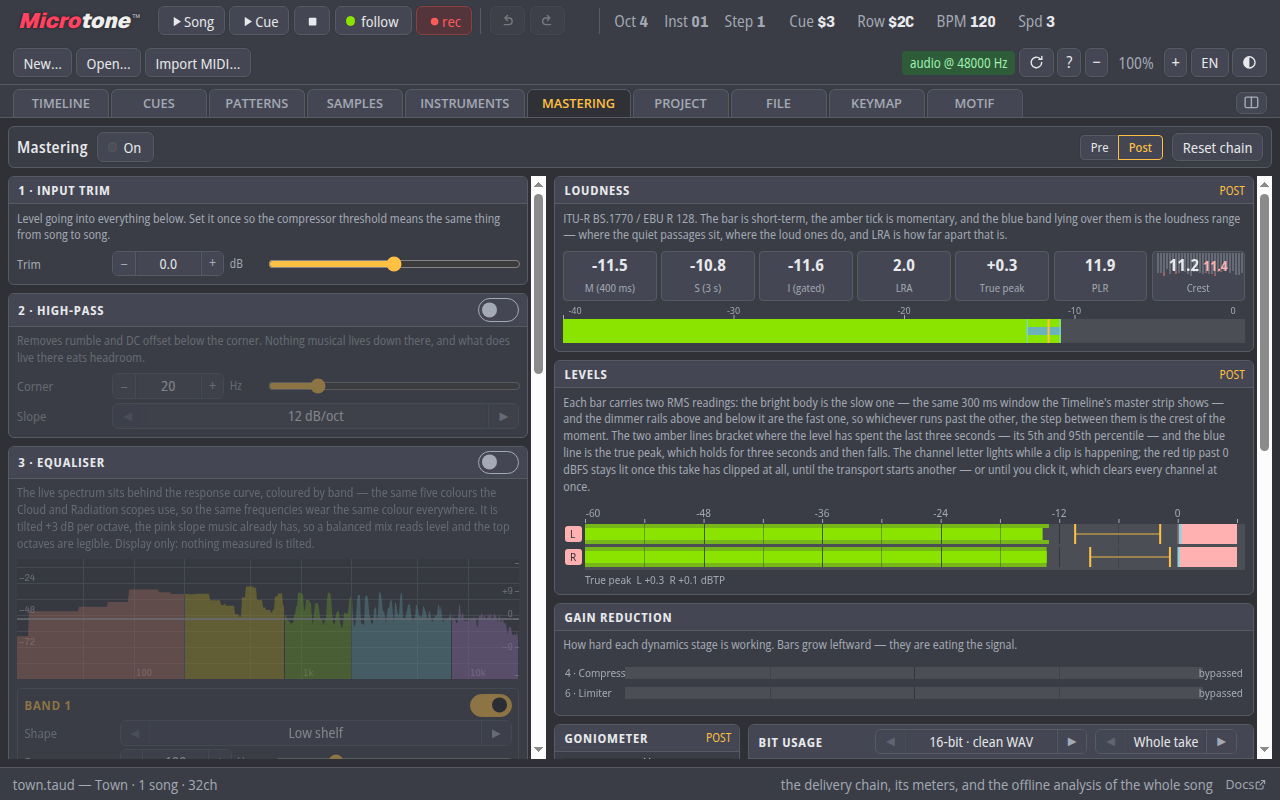 Microtone™ Song Cue follow rec Oct 4 Inst 01 Step 1 Cue $3 Row $2C BPM 120 Spd 3
New... Open... Import MIDI... audio @ 48000 Hz ? − 100% + EN
TIMELINE CUES PATTERNS SAMPLES INSTRUMENTS MASTERING PROJECT FILE KEYMAP MOTIF
Mastering On Pre Post Reset chain
1 · INPUT TRIM
Level going into everything below. Set it once so the compressor threshold means the same thing
from song to song.
Trim − 0.0 + dB
2 · HIGH-PASS
Removes rumble and DC offset below the corner. Nothing musical lives down there, and what does
live there eats headroom.
Corner − 20 + Hz
Slope 12 dB/oct
3 · EQUALISER
The live spectrum sits behind the response curve, coloured by band — the same five colours the
Cloud and Radiation scopes use, so the same frequencies wear the same colour everywhere. It is
tilted +3 dB per octave, the pink slope music already has, so a balanced mix reads level and the top
octaves are legible. Display only: nothing measured is tilted.
-24 +9
-48 0
-72 -9
100 1k 10k
BAND 1
Shape Low shelf
LOUDNESS POST
ITU-R BS.1770 / EBU R 128. The bar is short-term, the amber tick is momentary, and the blue band lying over them is the loudness range
— where the quiet passages sit, where the loud ones do, and LRA is how far apart that is.
-11.5 -10.8 -11.6 2.0 +0.3 11.9 11.2 11.4
M (400 ms) S (3 s) I (gated) LRA True peak PLR Crest
-40 -30 -20 -10 0
LEVELS POST
Each bar carries two RMS readings: the bright body is the slow one — the same 300 ms window the Timeline's master strip shows —
and the dimmer rails above and below it are the fast one, so whichever runs past the other, the step between them is the crest of the
moment. The two amber lines bracket where the level has spent the last three seconds — its 5th and 95th percentile — and the blue
line is the true peak, which holds for three seconds and then falls. The channel letter lights while a clip is happening; the red tip past 0
dBFS stays lit once this take has clipped at all, until the transport starts another — or until you click it, which clears every channel at
once.
-60 -48 -36 -24 -12 0
L
R
True peak L +0.3 R +0.1 dBTP
GAIN REDUCTION
How hard each dynamics stage is working. Bars grow leftward — they are eating the signal.
4 · Compress bypassed
6 · Limiter bypassed
GONIOMETER POST BIT USAGE 16-bit · clean WAV Whole take
town.taud — Town · 1 song · 32ch the delivery chain, its meters, and the offline analysis of the whole song Docs